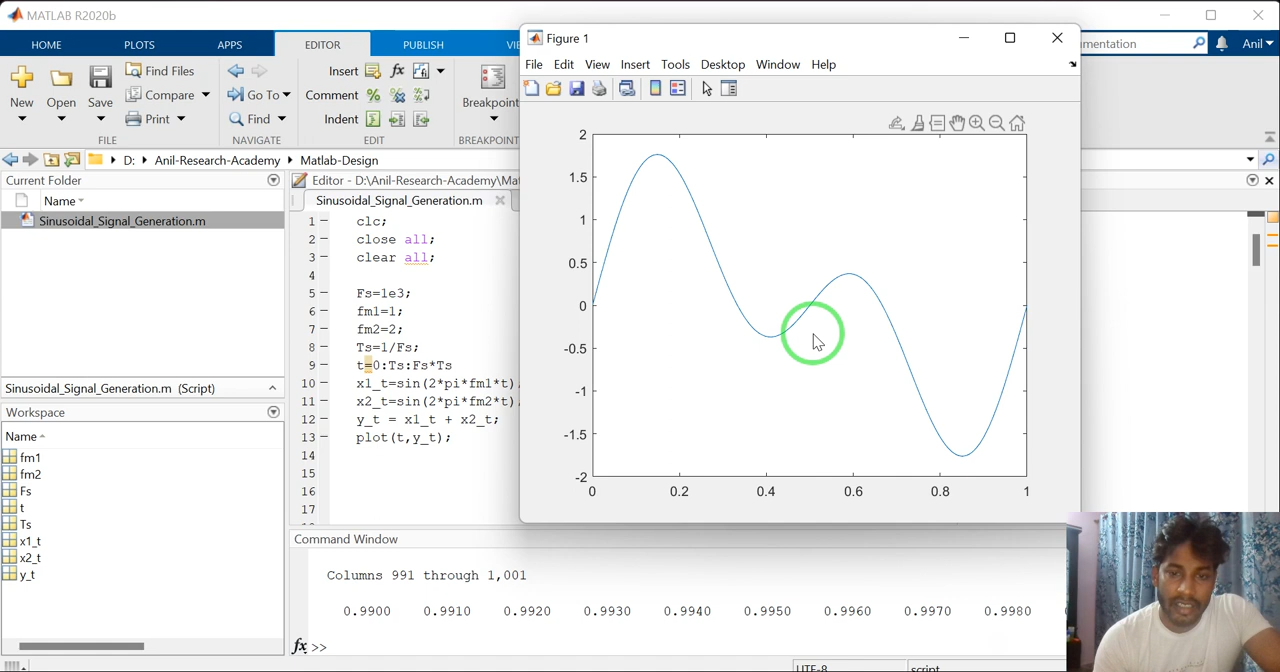 MATLAB R2020b
HOME PLOTS APPS EDITOR PUBLISH
Find Files Insert fx
New Open Save Compare Go To Comment % Breakpoint
Print Find Indent
FILE NAVIGATE EDIT BREAKPOINT
Anil
D: Anil-Research-Academy Matlab-Design
Current Folder
Name
Sinusoidal_Signal_Generation.m
Sinusoidal_Signal_Generation.m (Script)
Workspace
Name
fm1
fm2
Fs
t
Ts
x1_t
x2_t
y_t
Editor - D:\Anil-Research-Academy\Mat
Sinusoidal_Signal_Generation.m
1 clc;
2 close all;
3 clear all;
4
5 Fs=1e3;
6 fm1=1;
7 fm2=2;
8 Ts=1/Fs;
9 t=0:Ts:Fs*Ts
10 x1_t=sin(2*pi*fm1*t)
11 x2_t=sin(2*pi*fm2*t)
12 y_t = x1_t + x2_t;
13 plot(t,y_t);
14
15
16
17
Figure 1
File Edit View Insert Tools Desktop Window Help
2
1.5
1
0.5
0
-0.5
-1
-1.5
-2
0 0.2 0.4 0.6 0.8 1
Command Window
Columns 991 through 1,001
0.9900 0.9910 0.9920 0.9930 0.9940 0.9950 0.9960 0.9970 0.9980
fx >>
UTF-8 script